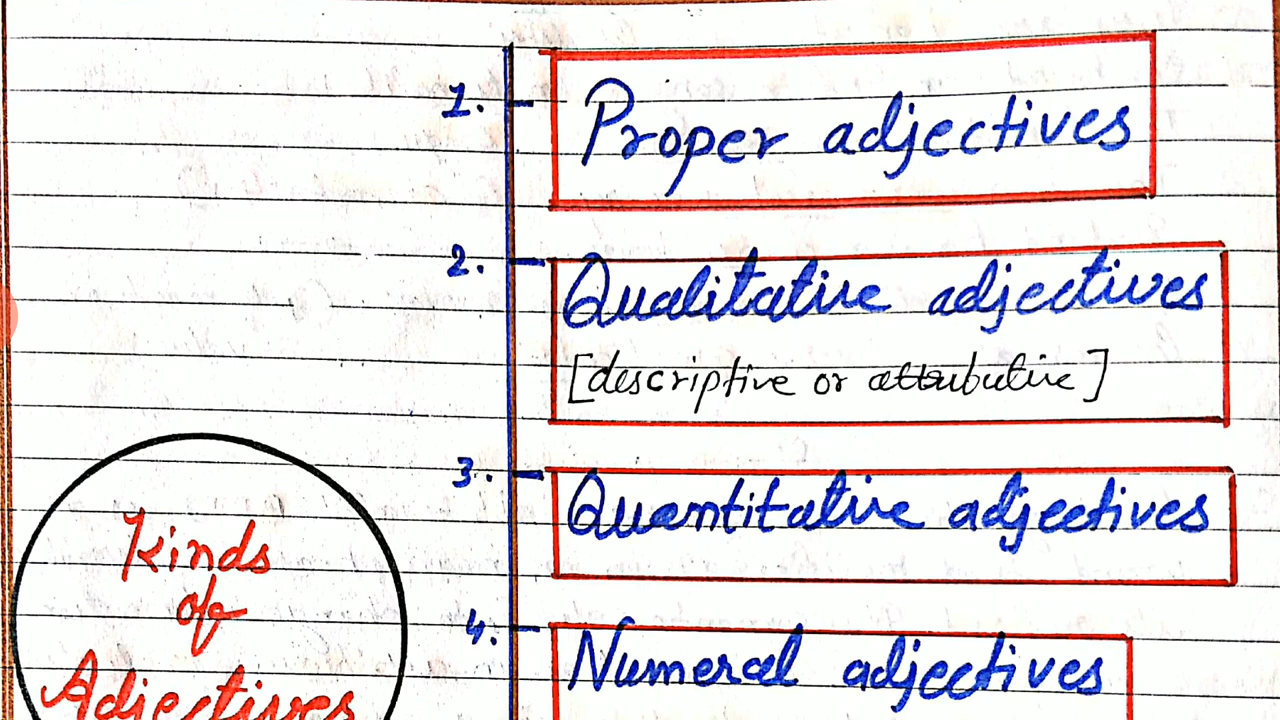 1. Proper adjectives
2. Qualitative adjectives
[descriptive or attributive]
3. Quantitative adjectives
4. Numeral adjectives
Kinds
of
Adjectives